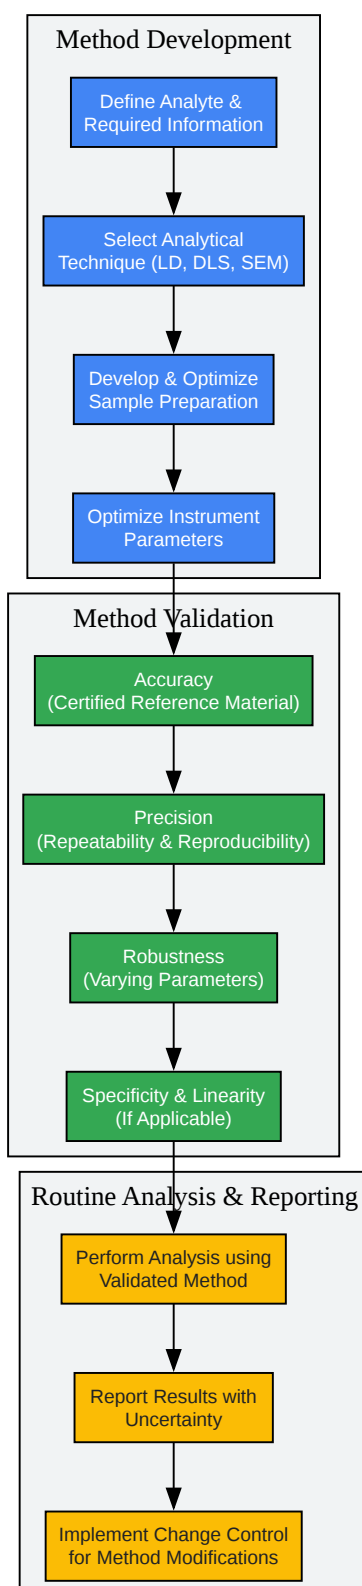 Method Development
Define Analyte &
Required Information
Select Analytical
Technique (LD, DLS, SEM)
Develop & Optimize
Sample Preparation
Optimize Instrument
Parameters
Method Validation
Accuracy
(Certified Reference Material)
Precision
(Repeatability & Reproducibility)
Robustness
(Varying Parameters)
Specificity & Linearity
(If Applicable)
Routine Analysis & Reporting
Perform Analysis using
Validated Method
Report Results with
Uncertainty
Implement Change Control
for Method Modifications